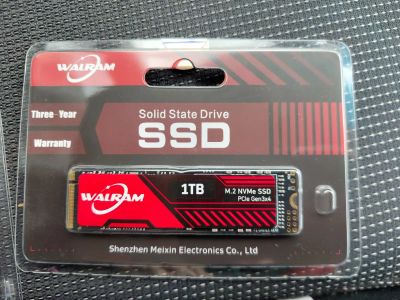 WALRAM
Three-Year
Warranty
Solid State Drive
SSD
WALRAM
1TB
M.2 NVMe SSD
PCIe Gen3x4
Shenzhen Meixin Electronics Co., Ltd